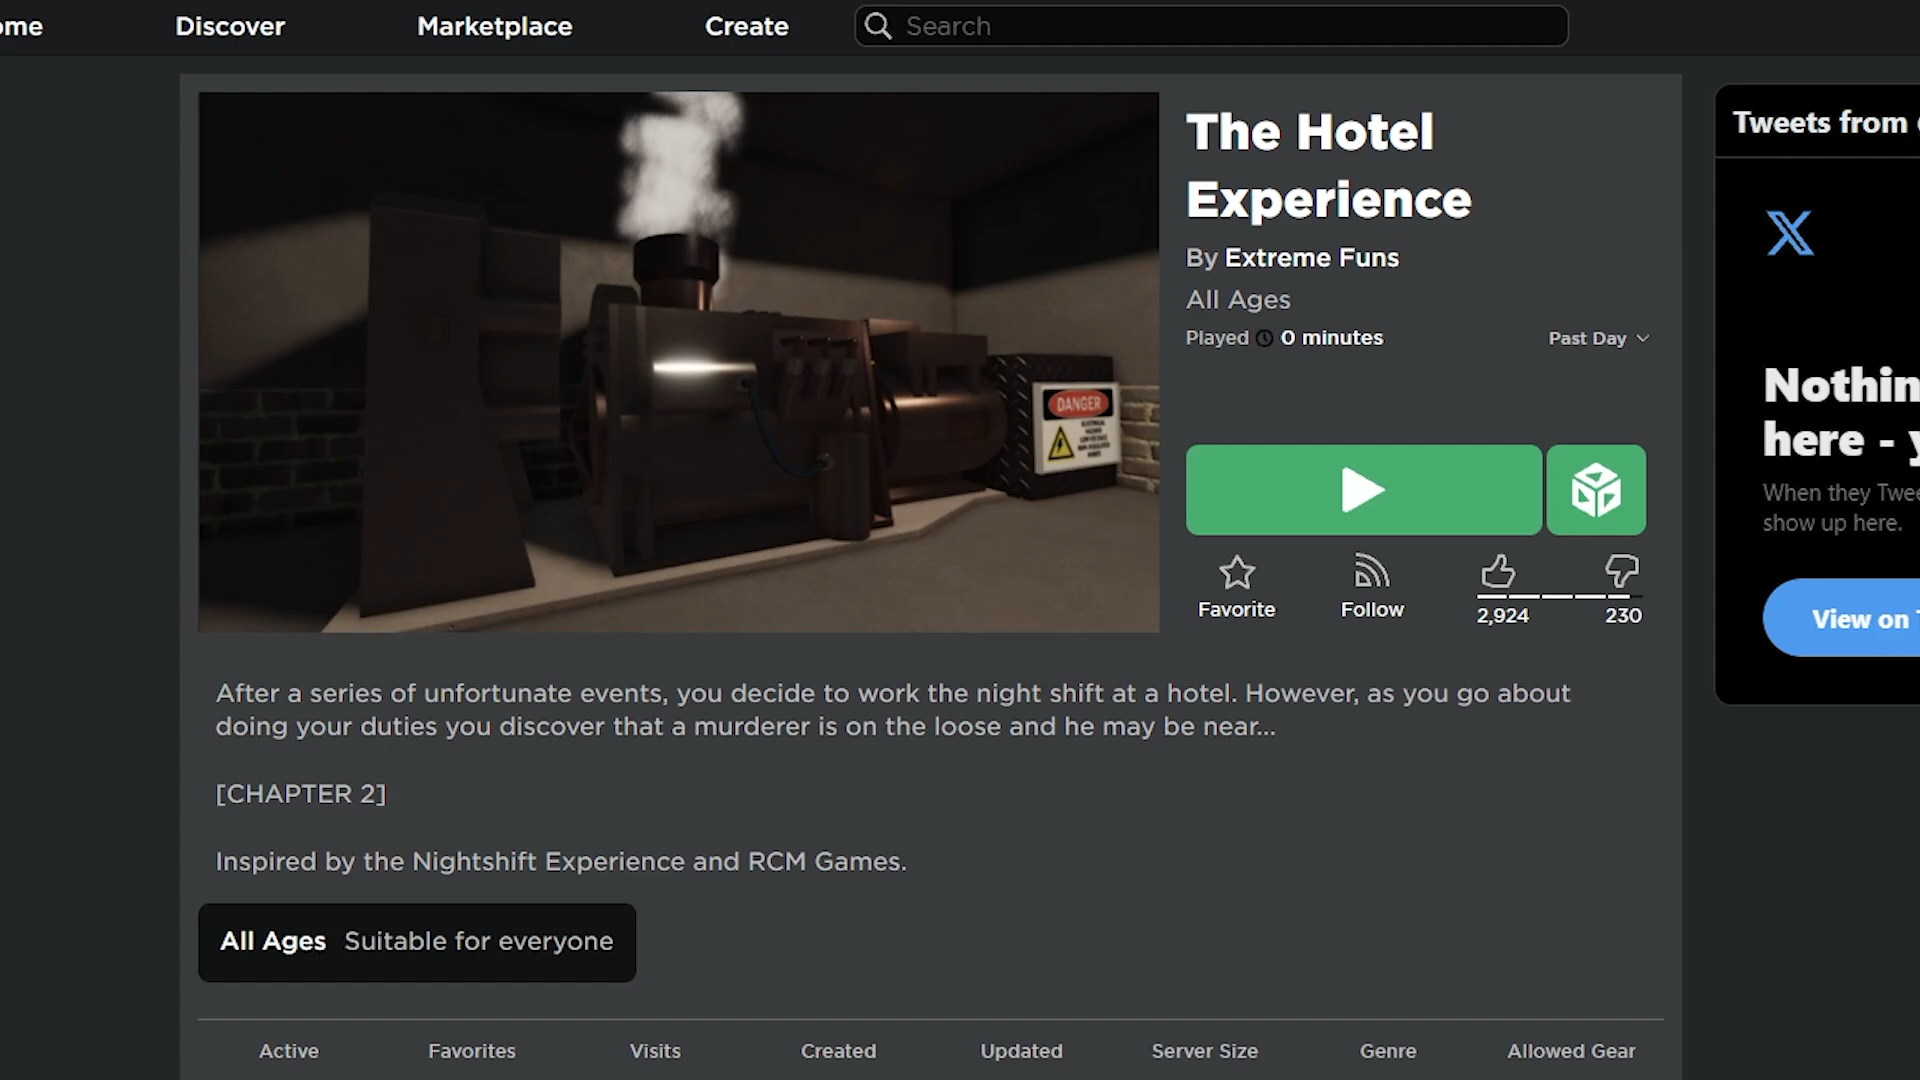 ome Discover Marketplace Create Search
The Hotel
Experience
By Extreme Funs
All Ages
Played 0 minutes Past Day
DANGER
Favorite Follow 2,924 230
After a series of unfortunate events, you decide to work the night shift at a hotel. However, as you go about
doing your duties you discover that a murderer is on the loose and he may be near...
[CHAPTER 2]
Inspired by the Nightshift Experience and RCM Games.
All Ages Suitable for everyone
Active Favorites Visits Created Updated Server Size Genre Allowed Gear
Tweets from
Nothin
here - y
When they Twee
show up here.
View on T